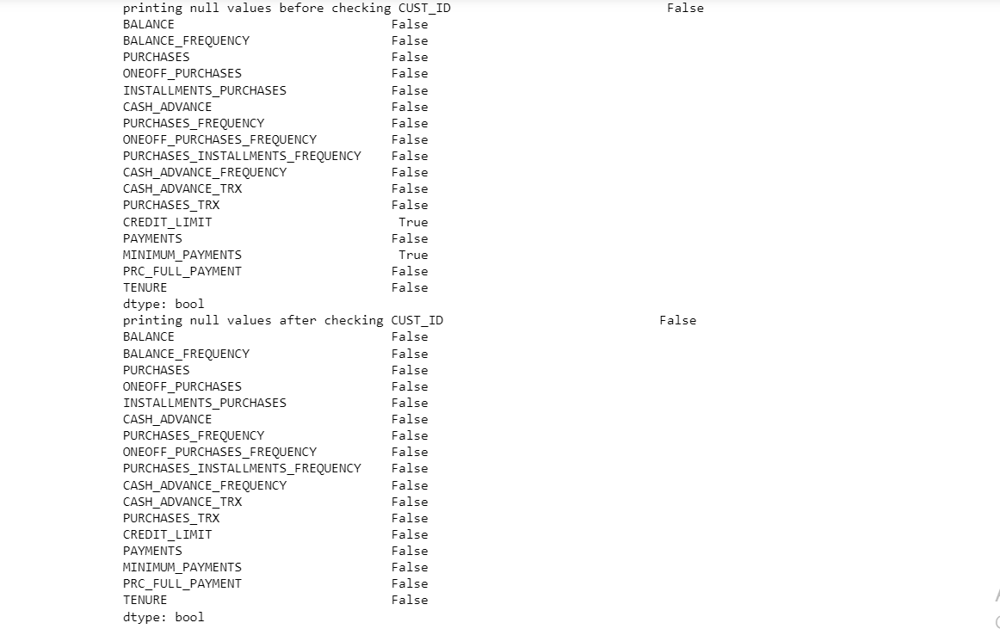 printing null values before checking CUST_ID                             False
BALANCE                             False
BALANCE_FREQUENCY                   False
PURCHASES                           False
ONEOFF_PURCHASES                    False
INSTALLMENTS_PURCHASES              False
CASH_ADVANCE                        False
PURCHASES_FREQUENCY                 False
ONEOFF_PURCHASES_FREQUENCY          False
PURCHASES_INSTALLMENTS_FREQUENCY    False
CASH_ADVANCE_FREQUENCY              False
CASH_ADVANCE_TRX                    False
PURCHASES_TRX                       False
CREDIT_LIMIT                         True
PAYMENTS                            False
MINIMUM_PAYMENTS                     True
PRC_FULL_PAYMENT                    False
TENURE                              False
dtype: bool
printing null values after checking CUST_ID                             False
BALANCE                             False
BALANCE_FREQUENCY                   False
PURCHASES                           False
ONEOFF_PURCHASES                    False
INSTALLMENTS_PURCHASES              False
CASH_ADVANCE                        False
PURCHASES_FREQUENCY                 False
ONEOFF_PURCHASES_FREQUENCY          False
PURCHASES_INSTALLMENTS_FREQUENCY    False
CASH_ADVANCE_FREQUENCY              False
CASH_ADVANCE_TRX                    False
PURCHASES_TRX                       False
CREDIT_LIMIT                        False
PAYMENTS                            False
MINIMUM_PAYMENTS                    False
PRC_FULL_PAYMENT                    False
TENURE                              False
dtype: bool